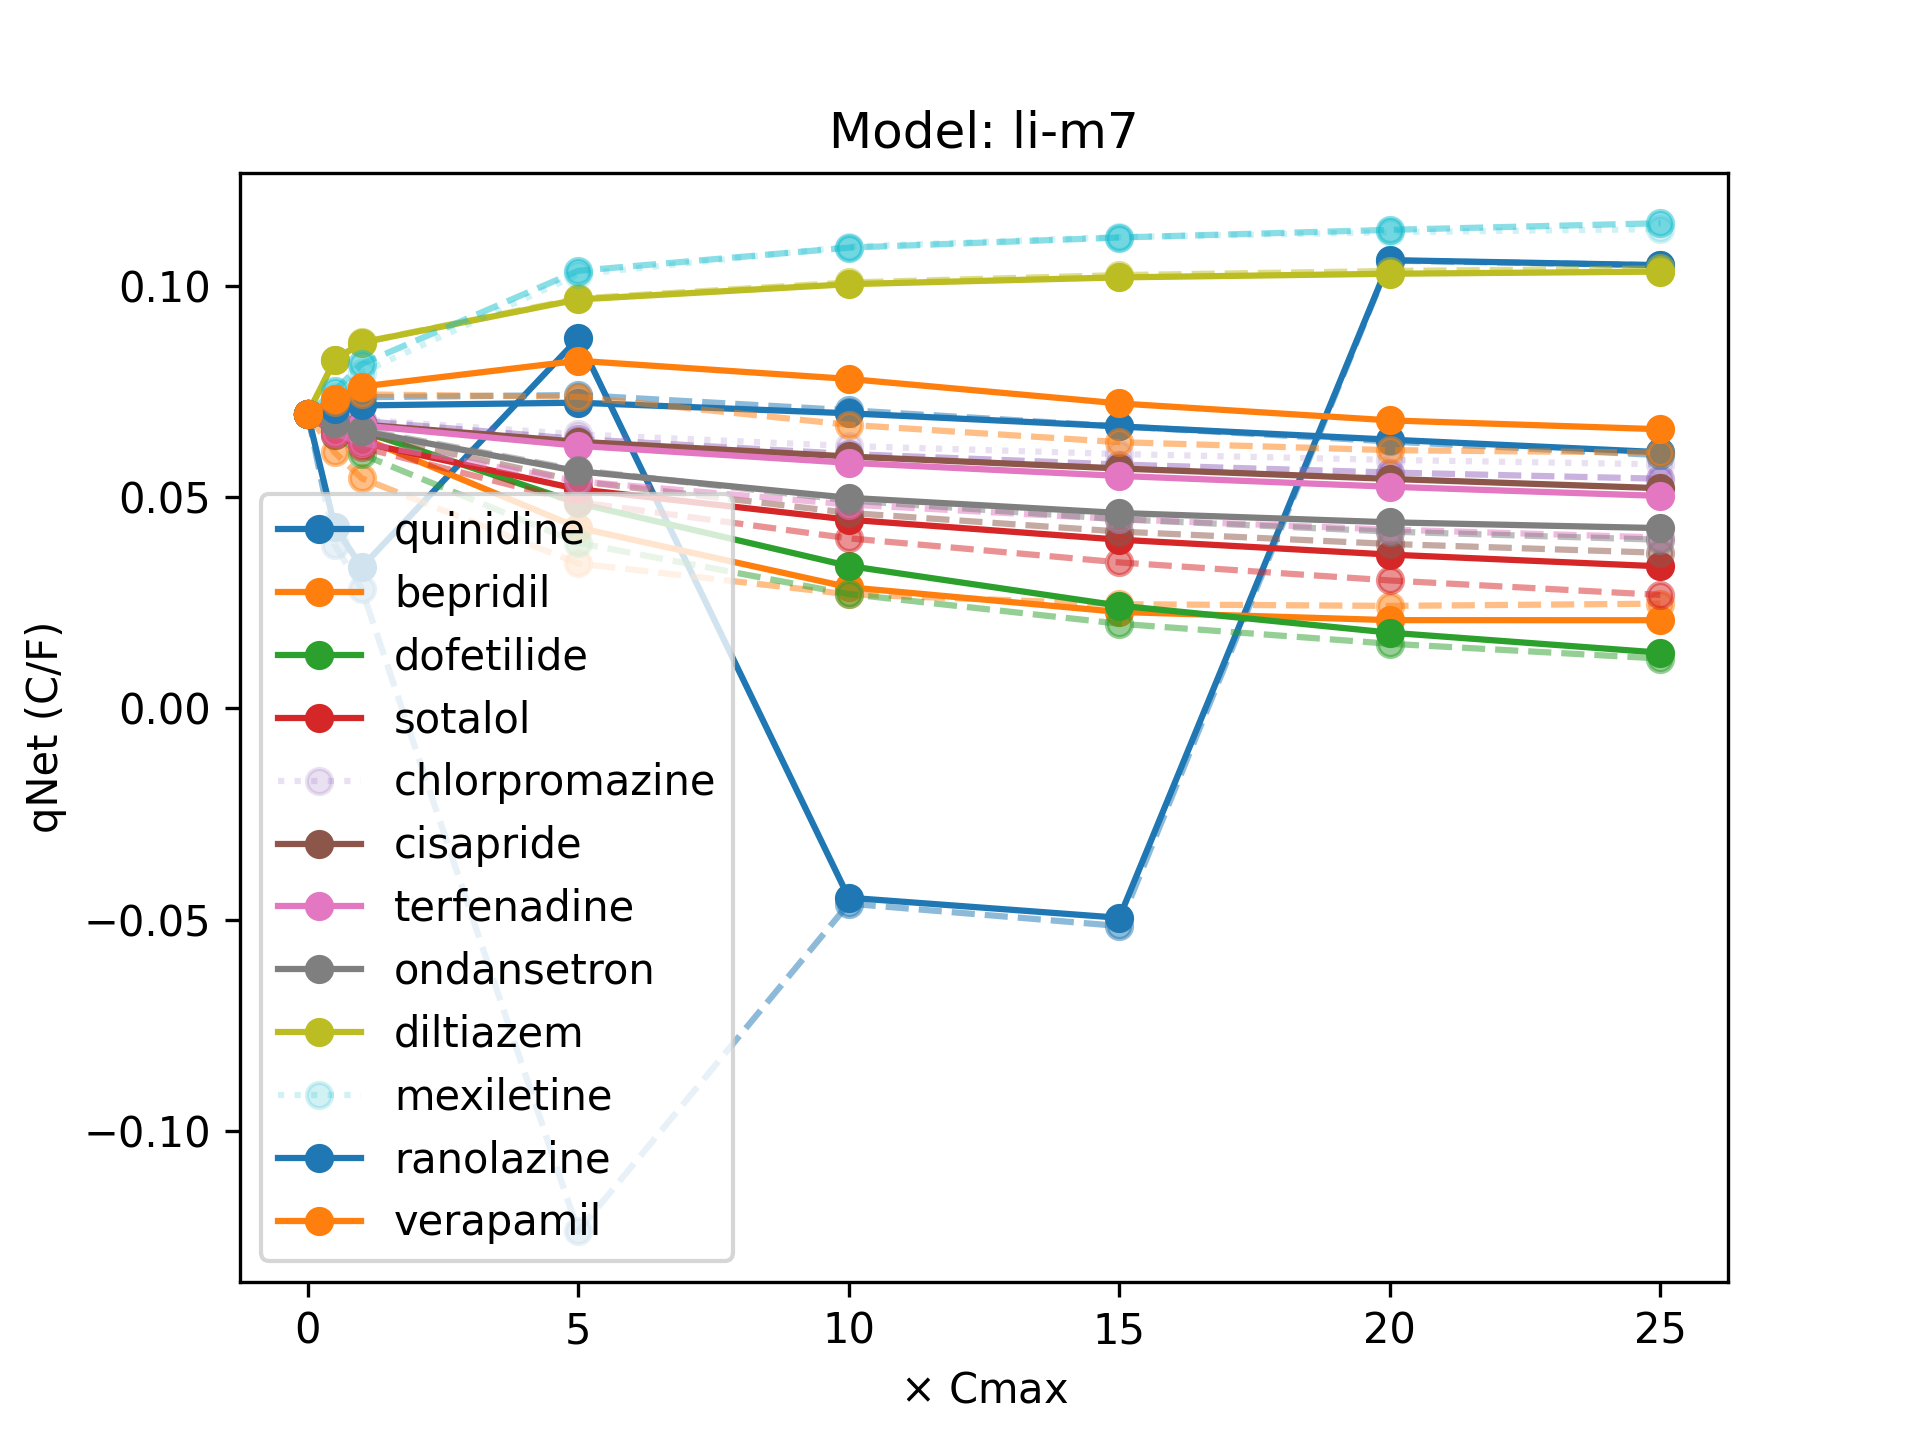 Model: li-m7
qNet (C/F)
0.10
0.05
0.00
−0.05
−0.10
quinidine
bepridil
dofetilide
sotalol
chlorpromazine
cisapride
terfenadine
ondansetron
diltiazem
mexiletine
ranolazine
verapamil
0 5 10 15 20 25
× Cmax